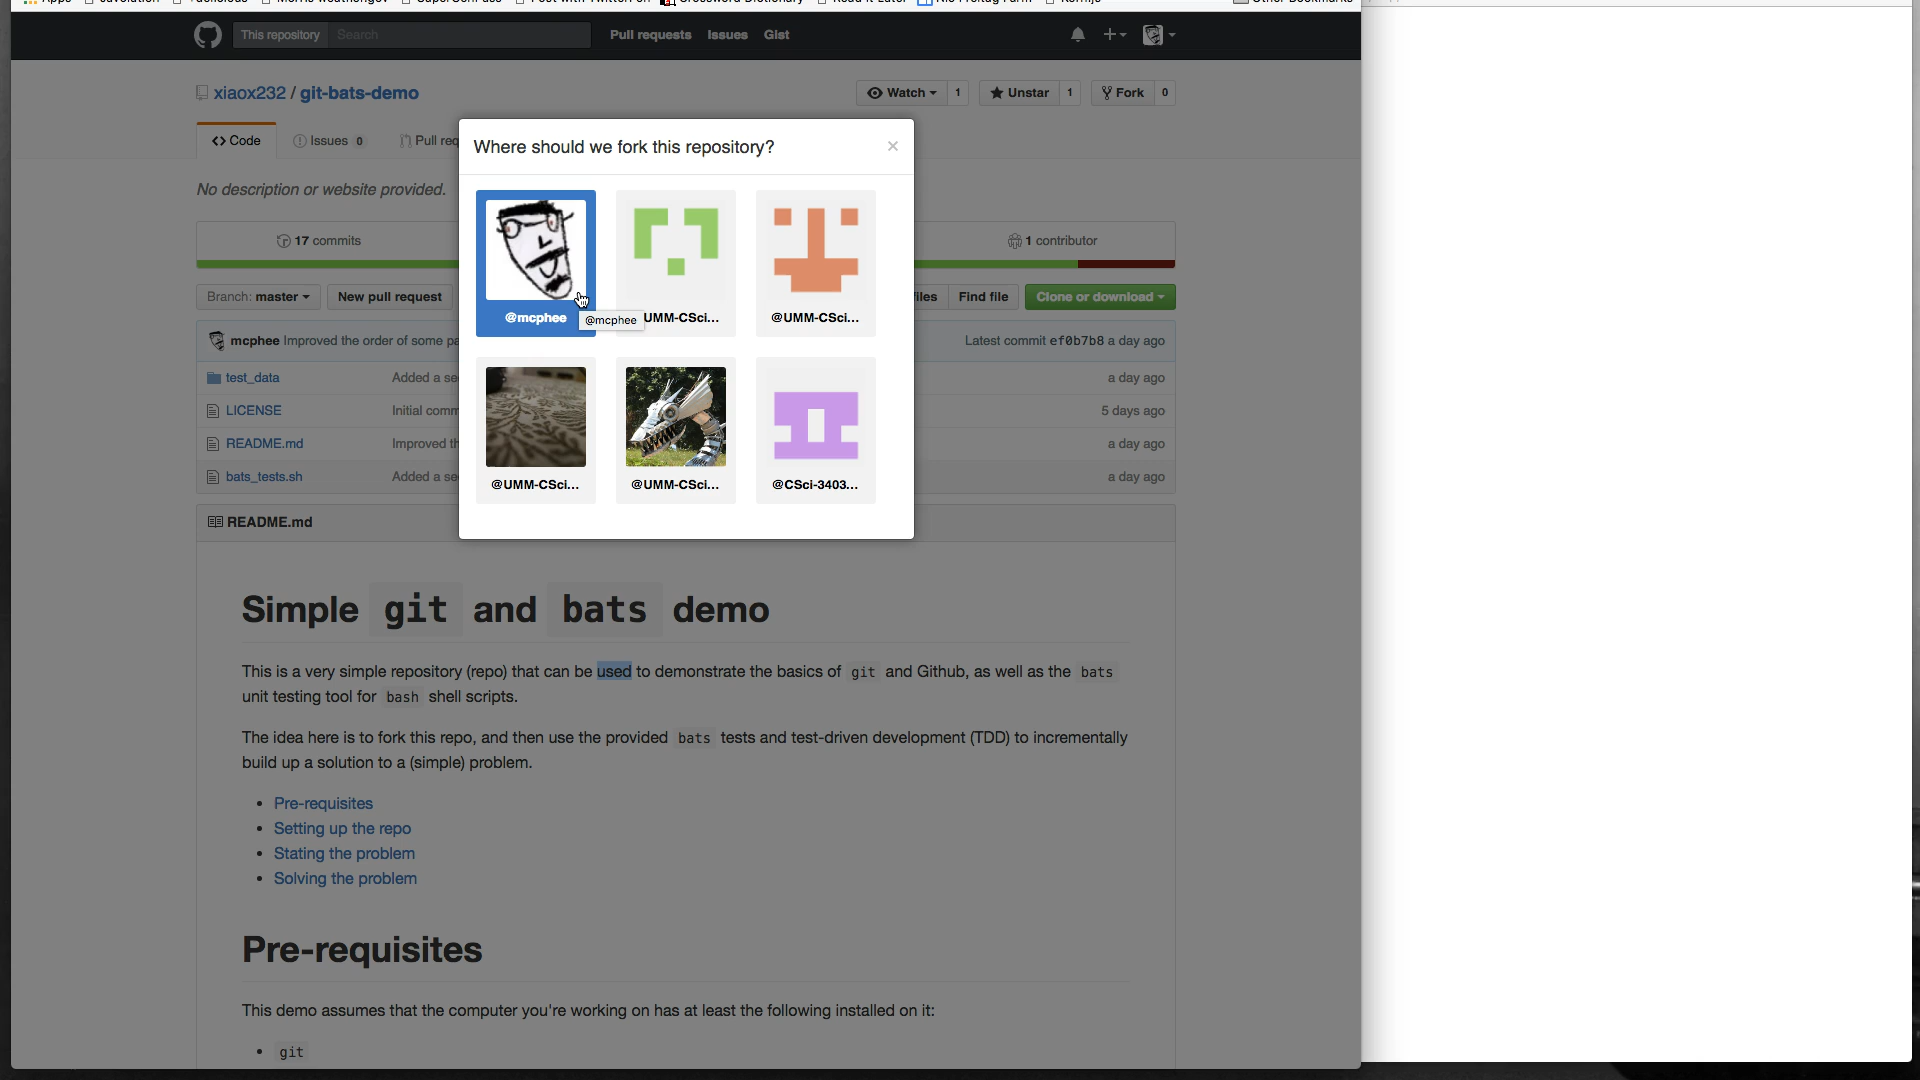 This repository Search Pull requests Issues Gist
xiaox232 / git-bats-demo
Watch 1 Unstar 1 Fork 0
Code Issues 0 Pull req
Where should we fork this repository?
No description or website provided.
17 commits 1 contributor
Branch: master New pull request Find file Clone or download
@mcphee UMM-CSci... @UMM-CSci...
@mcphee
mcphee Improved the order of some pa Latest commit ef0b7b8 a day ago
test_data Added a se a day ago
LICENSE Initial comm 5 days ago
README.md Improved th a day ago
bats_tests.sh Added a se a day ago
@UMM-CSci... @UMM-CSci... @CSci-3403...
README.md
Simple git and bats demo
This is a very simple repository (repo) that can be used to demonstrate the basics of git and Github, as well as the bats
unit testing tool for bash shell scripts.
The idea here is to fork this repo, and then use the provided bats tests and test-driven development (TDD) to incrementally
build up a solution to a (simple) problem.
• Pre-requisites
• Setting up the repo
• Stating the problem
• Solving the problem
Pre-requisites
This demo assumes that the computer you're working on has at least the following installed on it:
• git